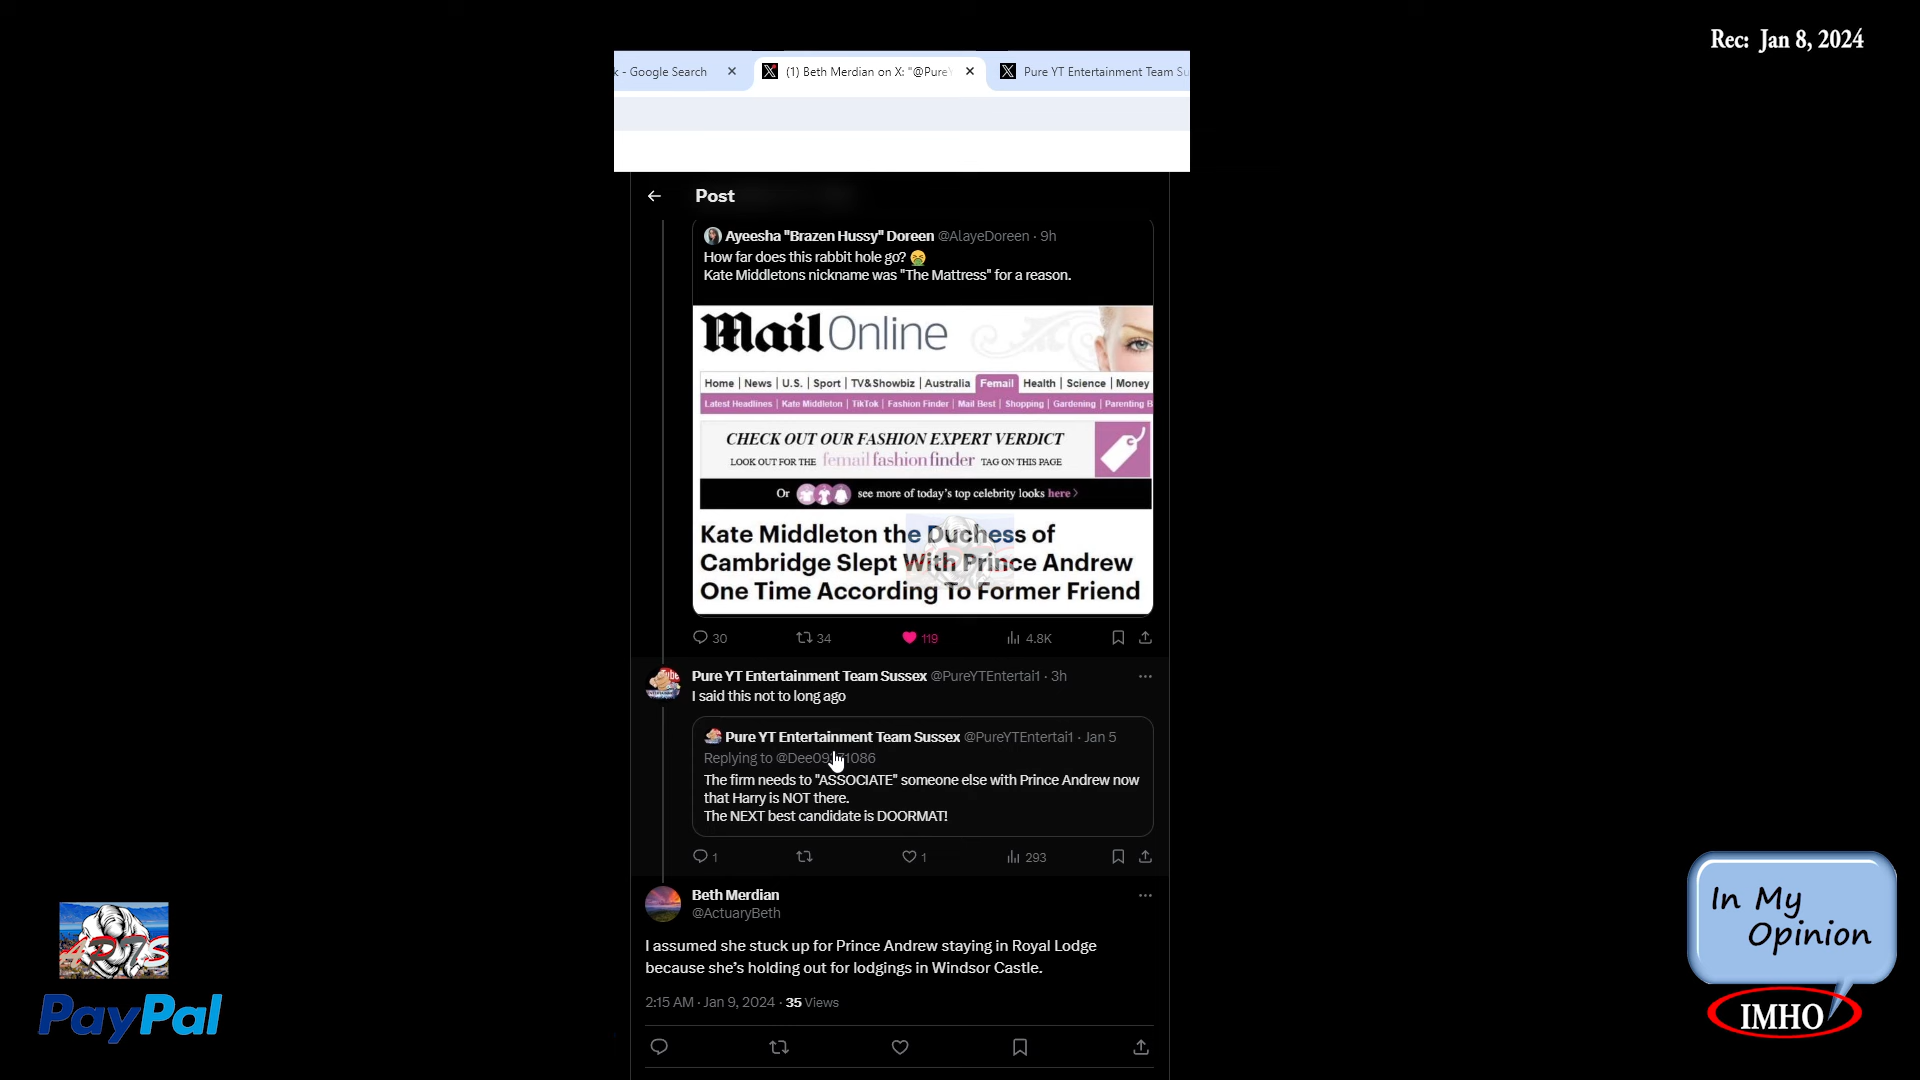 Rec: Jan 8, 2024
k - Google Search
(1) Beth Merdian on X: "@PureY
Pure YT Entertainment Team Su
Post
Ayeesha "Brazen Hussy" Doreen @AlayeDoreen · 9h
How far does this rabbit hole go?
Kate Middletons nickname was "The Mattress" for a reason.
Mail Online
Home | News | U.S. | Sport | TV&Showbiz | Australia | Femail | Health | Science | Money
Latest Headlines | Kate Middleton | TikTok | Fashion Finder | Mail Best | Shopping | Gardening | Parenting B
CHECK OUT OUR FASHION EXPERT VERDICT
LOOK OUT FOR THE femail fashion finder TAG ON THIS PAGE
Or see more of today's top celebrity looks here >
Kate Middleton the Duchess of
Cambridge Slept With Prince Andrew
One Time According To Former Friend
30 34 119 4.8K
Pure YT Entertainment Team Sussex @PureYTEntertai1 · 3h
I said this not to long ago
Pure YT Entertainment Team Sussex @PureYTEntertai1 · Jan 5
Replying to
The firm needs to "ASSOCIATE" someone else with Prince Andrew now
that Harry is NOT there.
The NEXT best candidate is DOORMAT!
1 1 293
Beth Merdian
@ActuaryBeth
I assumed she stuck up for Prince Andrew staying in Royal Lodge
because she's holding out for lodgings in Windsor Castle.
2:15 AM · Jan 9, 2024 · 35 Views
PayPal
In My
Opinion
IMHO